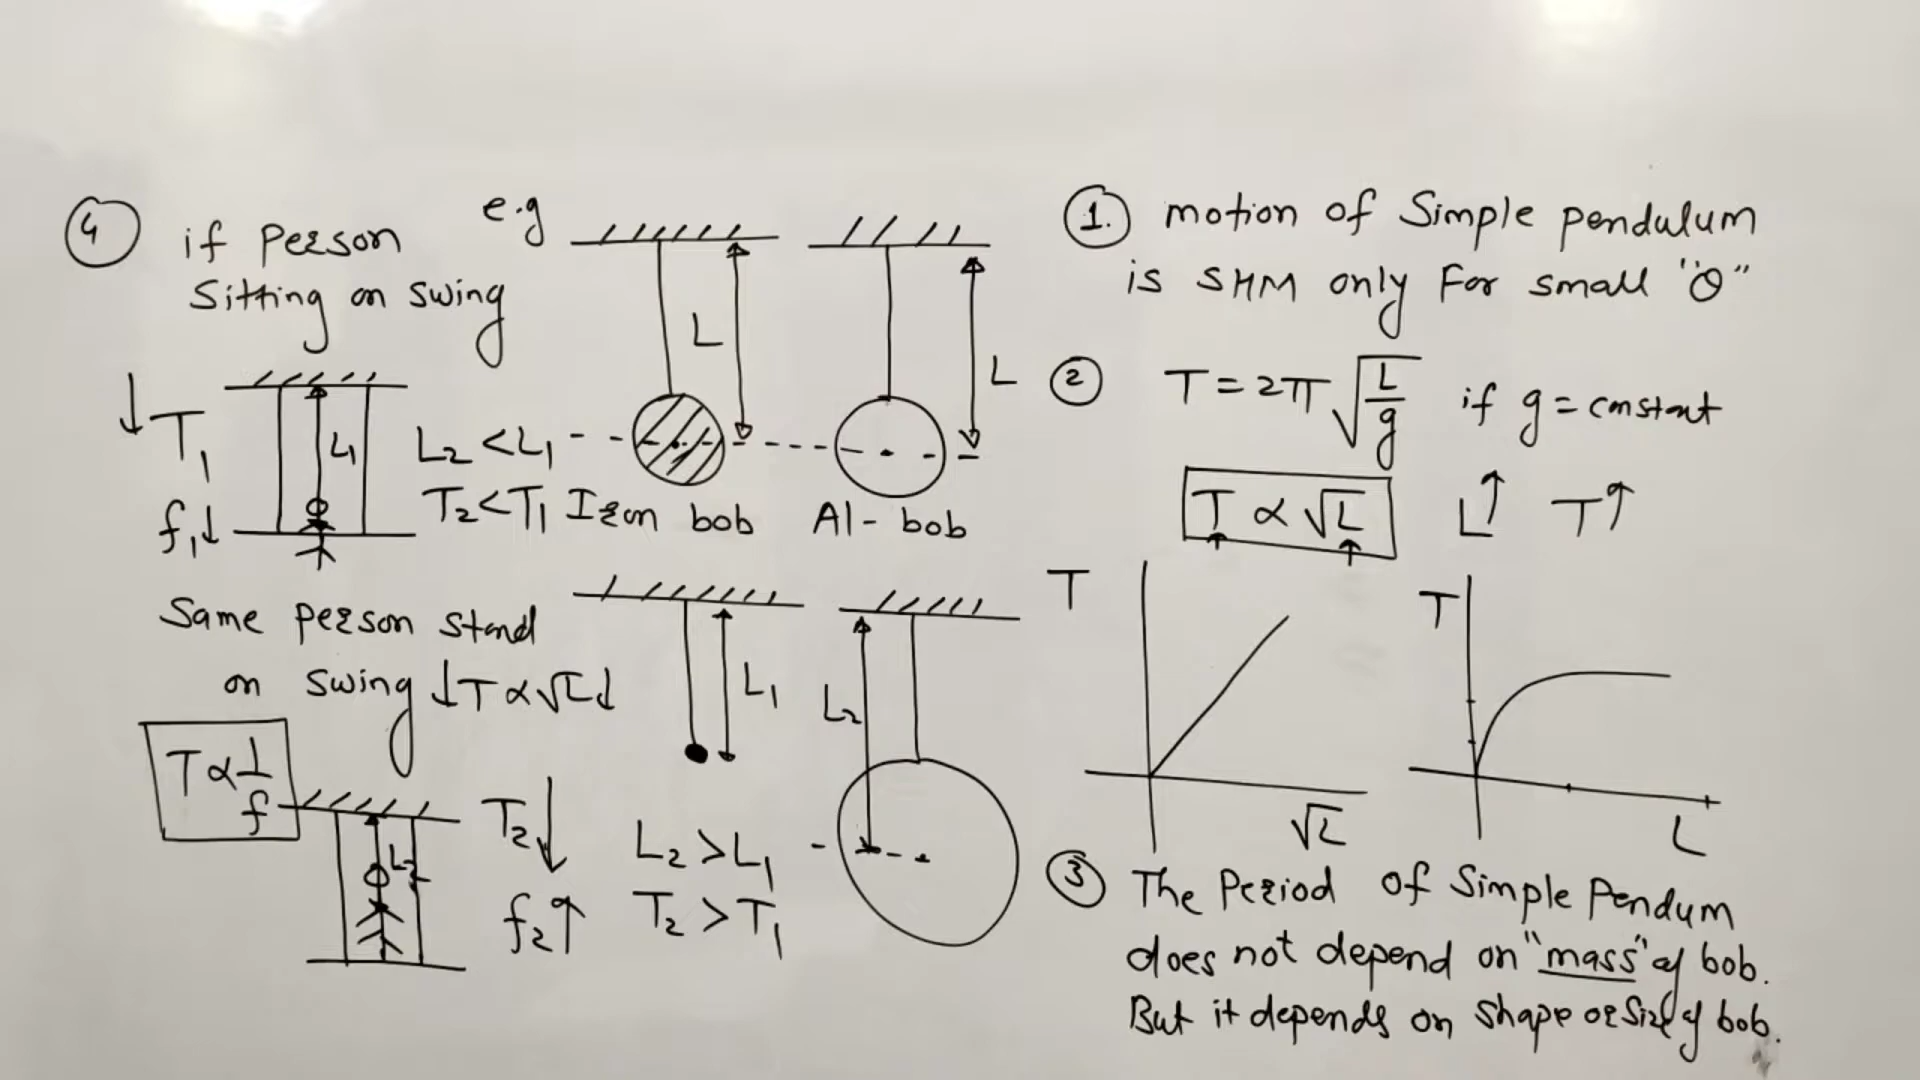 1. motion of Simple pendulum
is SHM only For small "θ"
2 T = 2π √(L/g) if g = constant
T ∝ √L L↑ T↑
T
√L
T
L
3 The Period of Simple Pendum
does not depend on "mass" of bob.
But it depends on shape or size of bob.
4 if Person
Sitting on swing
↓ T₁
f₁↓
L₁
L₂ < L₁
T₂ < T₁
Same person stand
on swing ↓T ∝ √L↓
T ∝ 1/f
L₂
T₂↓
f₂↑
e.g
L
L
Iron bob
Al - bob
L₁
L₂
L₂ > L₁
T₂ > T₁